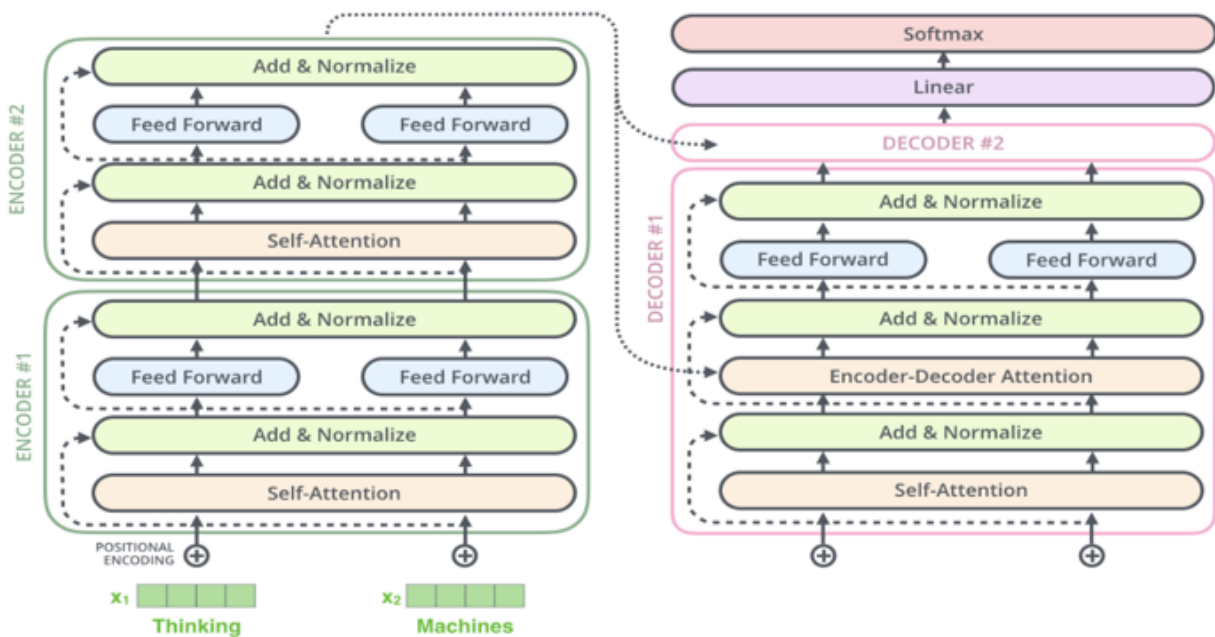 ENCODER #2
Add & Normalize
Feed Forward
Feed Forward
Add & Normalize
Self-Attention
ENCODER #1
Add & Normalize
Feed Forward
Feed Forward
Add & Normalize
Self-Attention
POSITIONAL
ENCODING
x₁
x₂
Thinking
Machines
Softmax
Linear
DECODER #2
DECODER #1
Add & Normalize
Feed Forward
Feed Forward
Add & Normalize
Encoder-Decoder Attention
Add & Normalize
Self-Attention